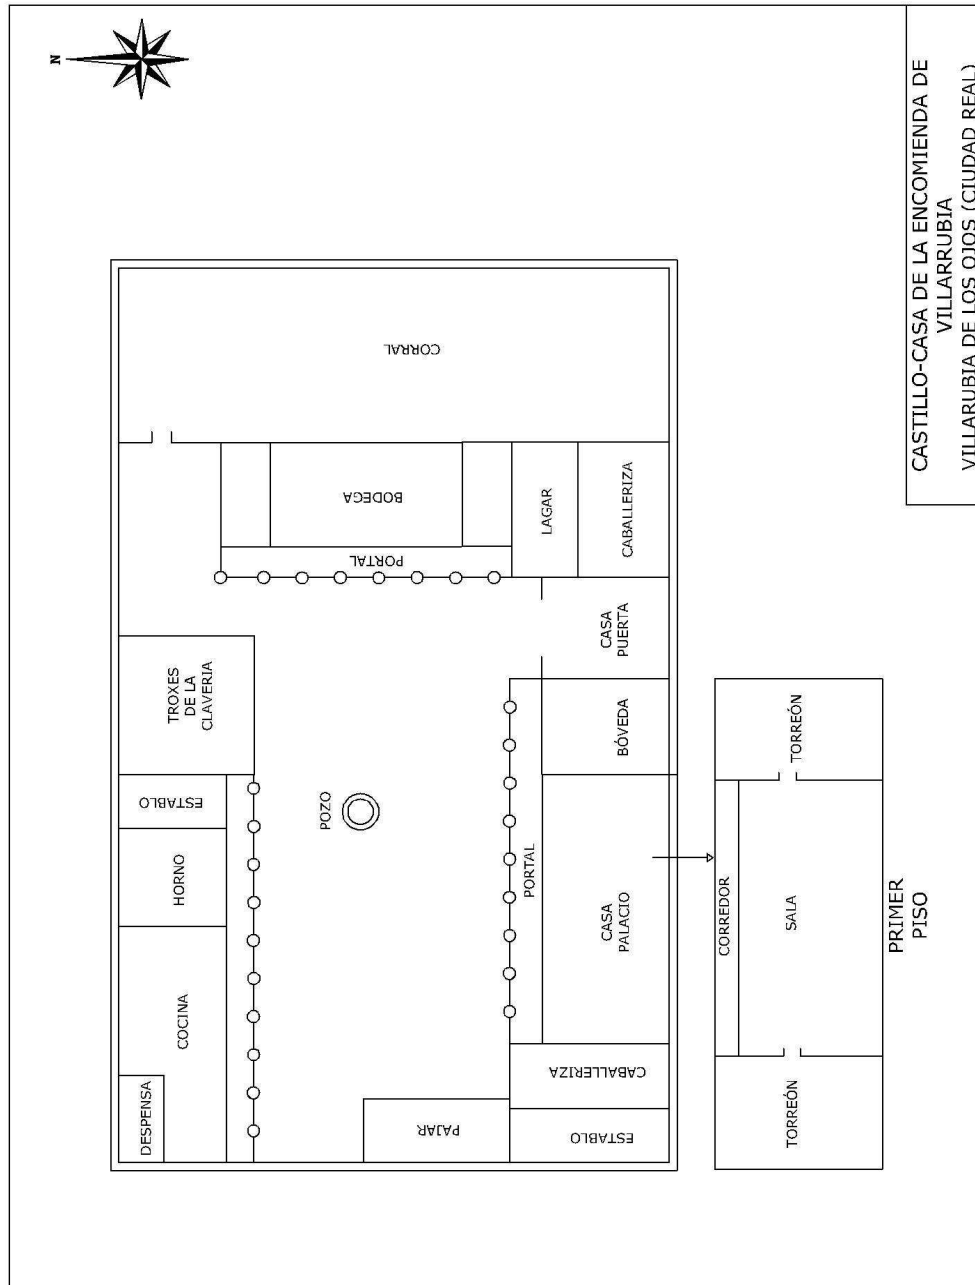 N
CASTILLO-CASA DE LA ENCOMIENDA DE
VILLARRUBIA
VILLARUBIA DE LOS OJOS (CIUDAD REAL)
DESPENSA
COCINA
HORNO
ESTABLO
TROXES
DE LA
CLAVERIA
CORRAL
BODEGA
PORTAL
LAGAR
CABALLERIZA
CASA
PUERTA
BÓVEDA
POZO
PORTAL
CASA
PALACIO
CABALLERIZA
ESTABLO
PAJAR
TORREÓN
CORREDOR
SALA
TORREÓN
PRIMER
PISO